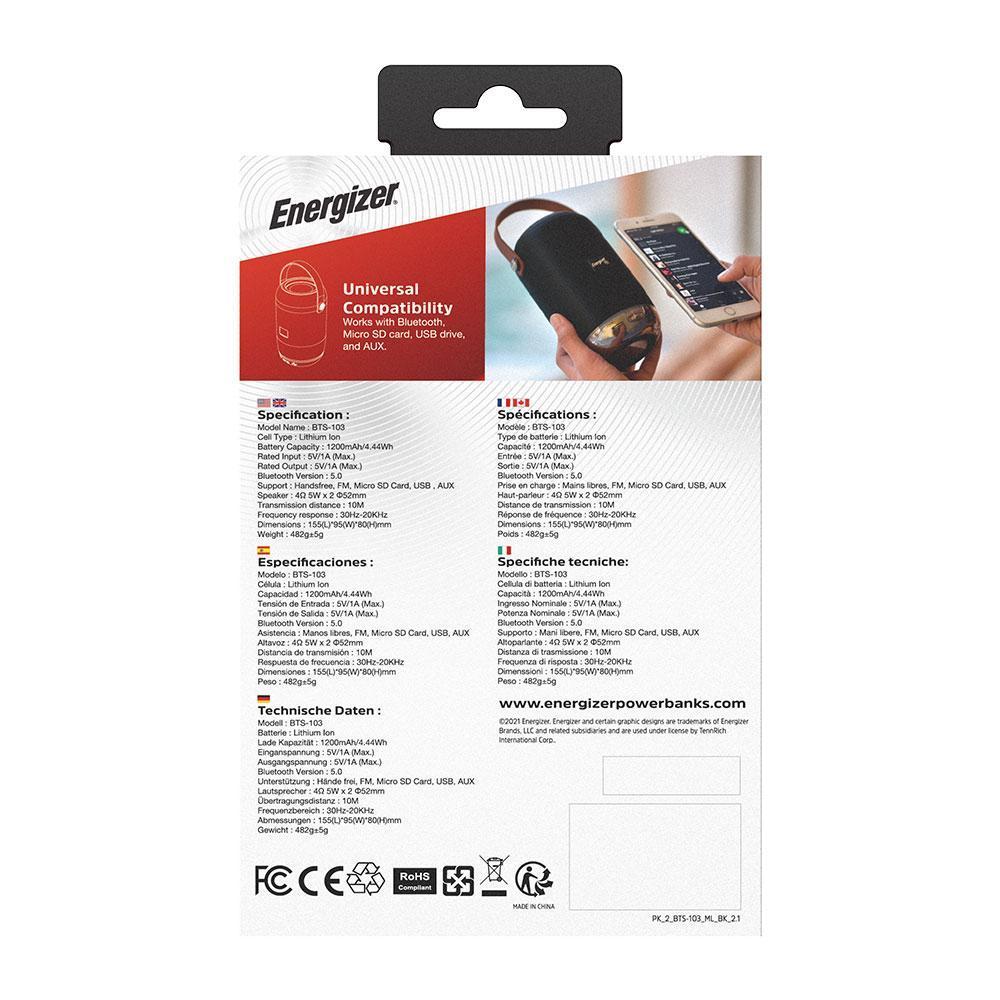 Energizer
Universal
Compatibility
Works with Bluetooth,
Micro SD card, USB drive,
and AUX.
Energizer
Specification :
Model Name : BTS-103
Cell Type : Lithium Ion
Battery Capacity : 1200mAh/4.44Wh
Rated Input : 5V/1A (Max.)
Rated Output : 5V/1A (Max.)
Bluetooth Version : 5.0
Support : Handsfree, FM, Micro SD Card, USB , AUX
Speaker : 4Ω 5W x 2 Φ52mm
Transmission distance : 10M
Frequency response : 30Hz-20KHz
Dimensions : 155(L)*95(W)*80(H)mm
Weight : 482g±5g
Spécifications :
Modèle : BTS-103
Type de batterie : Lithium Ion
Capacité : 1200mAh/4.44Wh
Entrée : 5V/1A (Max.)
Sortie : 5V/1A (Max.)
Bluetooth Version : 5.0
Prise en charge : Mains libres, FM, Micro SD Card, USB, AUX
Haut-parleur : 4Ω 5W x 2 Φ52mm
Distance de transmission : 10M
Réponse de fréquence : 30Hz-20KHz
Dimensions : 155(L)*95(W)*80(H)mm
Poids : 482g±5g
Especificaciones :
Modelo : BTS-103
Célula : Lithium Ion
Capacidad : 1200mAh/4.44Wh
Tensión de Entrada : 5V/1A (Max.)
Tensión de Salida : 5V/1A (Max.)
Bluetooth Version : 5.0
Asistencia : Manos libres, FM, Micro SD Card, USB, AUX
Altavoz : 4Ω 5W x 2 Φ52mm
Distancia de transmisión : 10M
Respuesta de frecuencia : 30Hz-20KHz
Dimensiones : 155(L)*95(W)*80(H)mm
Peso : 482g±5g
Specifiche tecniche:
Modello : BTS-103
Cellula di batteria : Lithium Ion
Capacità : 1200mAh/4.44Wh
Ingresso Nominale : 5V/1A (Max.)
Potenza Nominale : 5V/1A (Max.)
Bluetooth Version : 5.0
Supporto : Mani libere, FM, Micro SD Card, USB, AUX
Altoparlante : 4Ω 5W x 2 Φ52mm
Distanza di trasmissione : 10M
Frequenza di risposta : 30Hz-20KHz
Dimenssioni : 155(L)*95(W)*80(H)mm
Peso : 482g±5g
Technische Daten :
Modell : BTS-103
Batterie : Lithium Ion
Lade Kapazität : 1200mAh/4.44Wh
Einganspannung : 5V/1A (Max.)
Ausgangspannung : 5V/1A (Max.)
Bluetooth Version : 5.0
Unterstützung : Hände frei, FM, Micro SD Card, USB, AUX
Lautsprecher : 4Ω 5W x 2 Φ52mm
Übertragungsdistanz : 10M
Frequenzbereich : 30Hz-20KHz
Abmessungen : 155(L)*95(W)*80(H)mm
Gewicht : 482g±5g
www.energizerpowerbanks.com
©2021 Energizer. Energizer and certain graphic designs are trademarks of Energizer
Brands, LLC and related subsidiaries and are used under license by TennRich
International Corp..
FC CE
RoHS
Compliant
MADE IN CHINA
PK_2_BTS-103_ML_BK_2.1